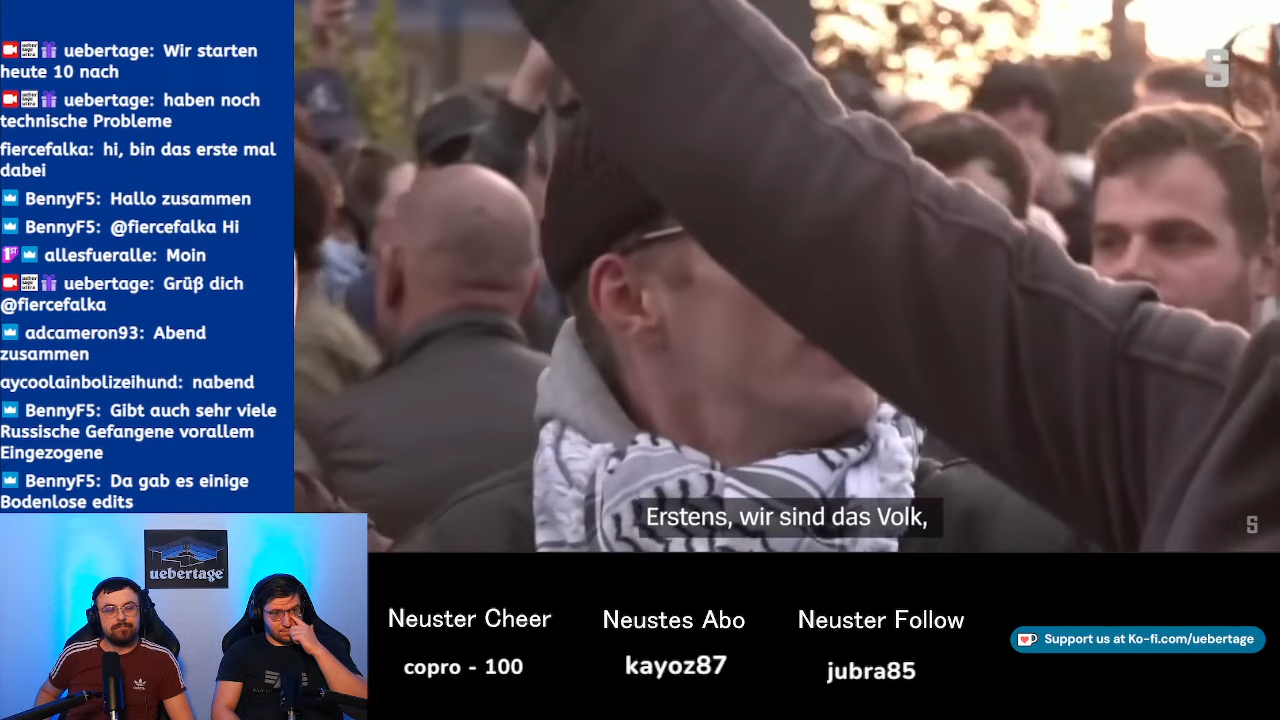 uebertage: Wir starten
heute 10 nach
uebertage: haben noch
technische Probleme
fiercefalka: hi, bin das erste mal
dabei
BennyF5: Hallo zusammen
BennyF5: @fiercefalka Hi
1ST allesfueralle: Moin
uebertage: Grüß dich
@fiercefalka
adcameron93: Abend
zusammen
aycoolainbolizeihund: nabend
BennyF5: Gibt auch sehr viele
Russische Gefangene vorallem
Eingezogene
BennyF5: Da gab es einige
Bodenlose edits
S
Erstens, wir sind das Volk,
S
uebertage
adidas
Neuster Cheer
copro - 100
Neustes Abo
kayoz87
Neuster Follow
jubra85
Support us at Ko-fi.com/uebertage